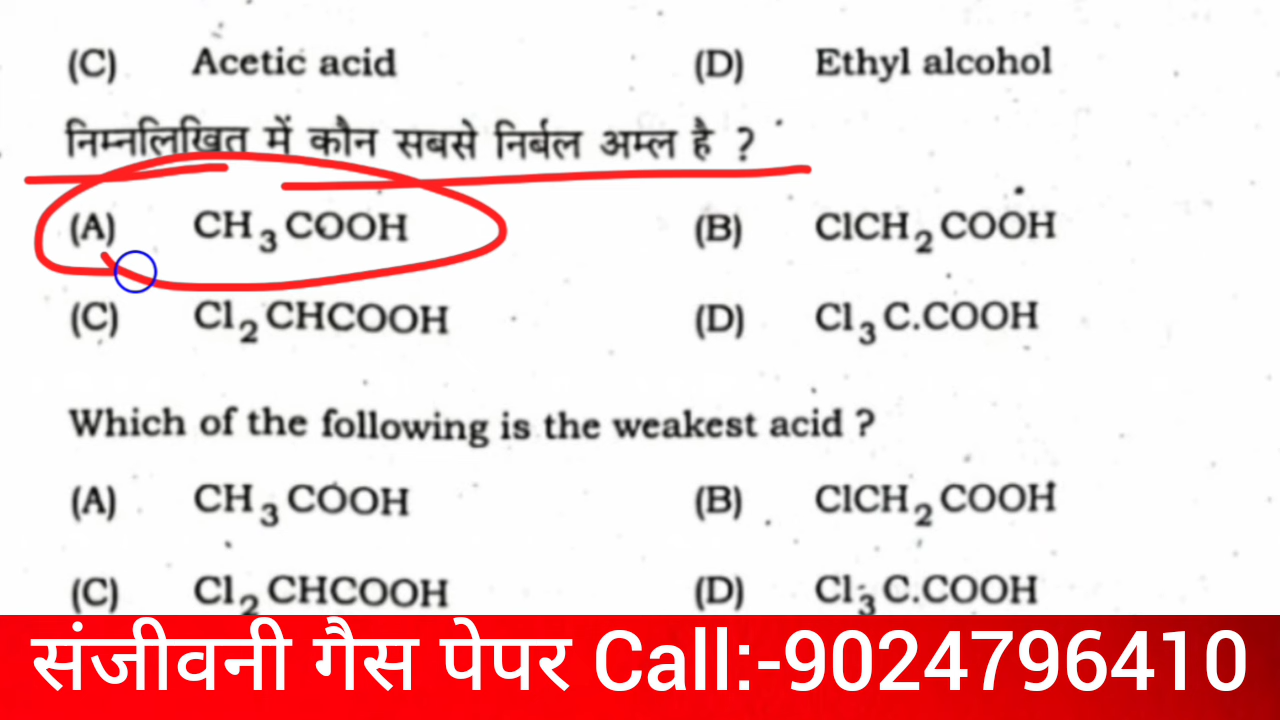 (C) Acetic acid (D) Ethyl alcohol
निम्नलिखित में कौन सबसे निर्बल अम्ल है ?
(A) CH3COOH (B) ClCH2COOH
(C) Cl2CHCOOH (D) Cl3C.COOH
Which of the following is the weakest acid ?
(A) CH3COOH (B) ClCH2COOH
(C) Cl2CHCOOH (D) Cl3C.COOH
संजीवनी गैस पेपर Call:-9024796410